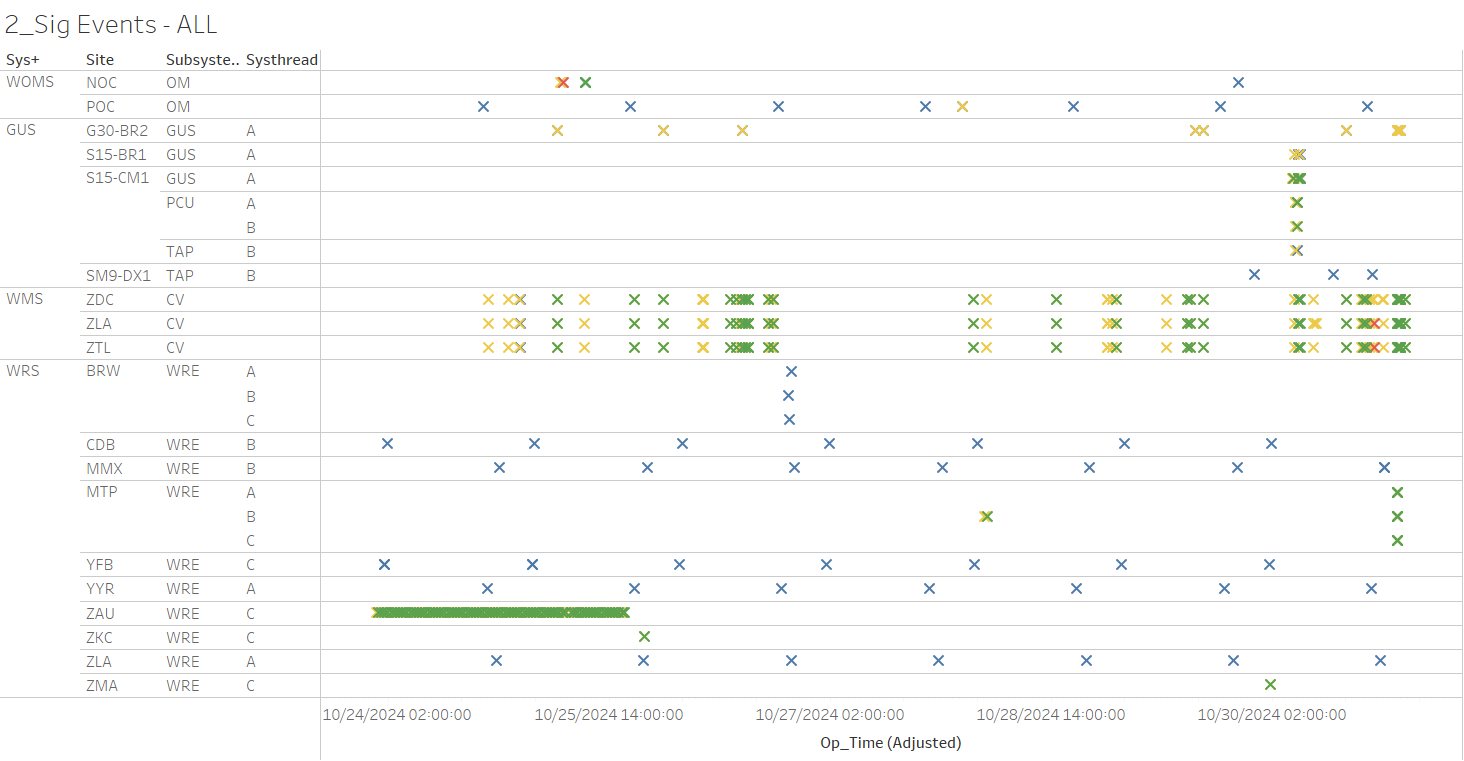 2_Sig Events - ALL
Sys+ Site Subsyste.. Systhread
WOMS NOC OM
POC OM
GUS G30-BR2 GUS A
S15-BR1 GUS A
S15-CM1 GUS A
PCU A
B
TAP B
SM9-DX1 TAP B
WMS ZDC CV
ZLA CV
ZTL CV
WRS BRW WRE A
B
C
CDB WRE B
MMX WRE B
MTP WRE A
B
C
YFB WRE C
YYR WRE A
ZAU WRE C
ZKC WRE C
ZLA WRE A
ZMA WRE C
10/24/2024 02:00:00 10/25/2024 14:00:00 10/27/2024 02:00:00 10/28/2024 14:00:00 10/30/2024 02:00:00
Op_Time (Adjusted)